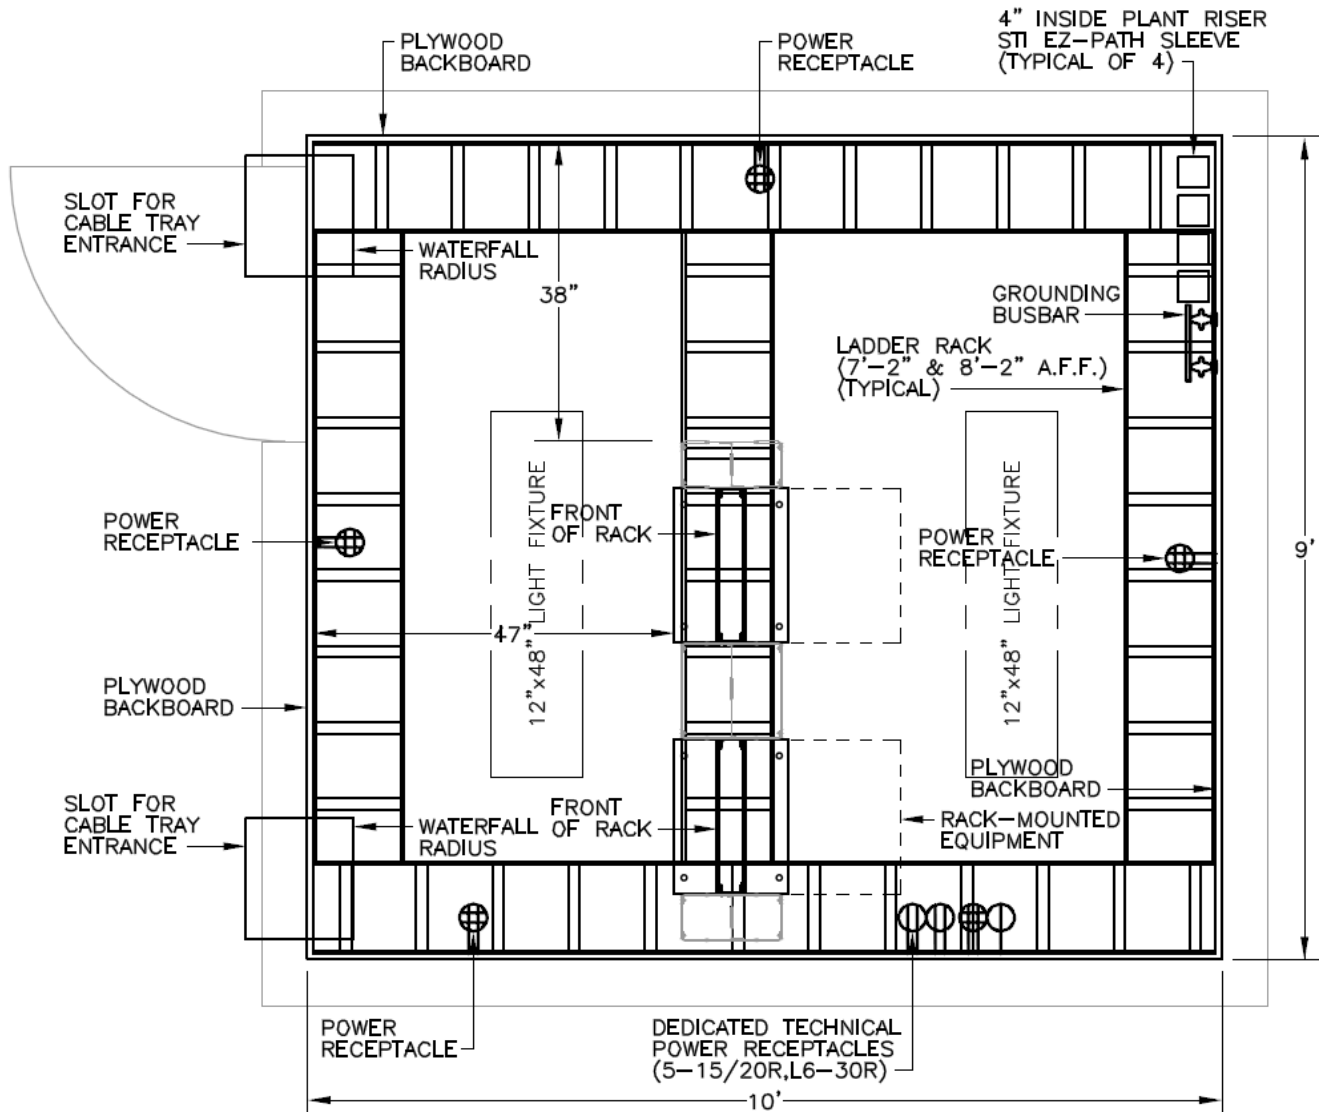 PLYWOOD
BACKBOARD
POWER
RECEPTACLE
4" INSIDE PLANT RISER
STI EZ-PATH SLEEVE
(TYPICAL OF 4)
SLOT FOR
CABLE TRAY
ENTRANCE
WATERFALL
RADIUS
38"
GROUNDING
BUSBAR
LADDER RACK
(7'-2" & 8'-2" A.F.F.)
(TYPICAL)
12"x48" LIGHT FIXTURE
FRONT
OF RACK
12"x48" LIGHT FIXTURE
POWER
RECEPTACLE
POWER
RECEPTACLE
9'
47"
PLYWOOD
BACKBOARD
PLYWOOD
BACKBOARD
SLOT FOR
CABLE TRAY
ENTRANCE
WATERFALL
RADIUS
FRONT
OF RACK
RACK-MOUNTED
EQUIPMENT
POWER
RECEPTACLE
DEDICATED TECHNICAL
POWER RECEPTACLES
(5-15/20R,L6-30R)
10'